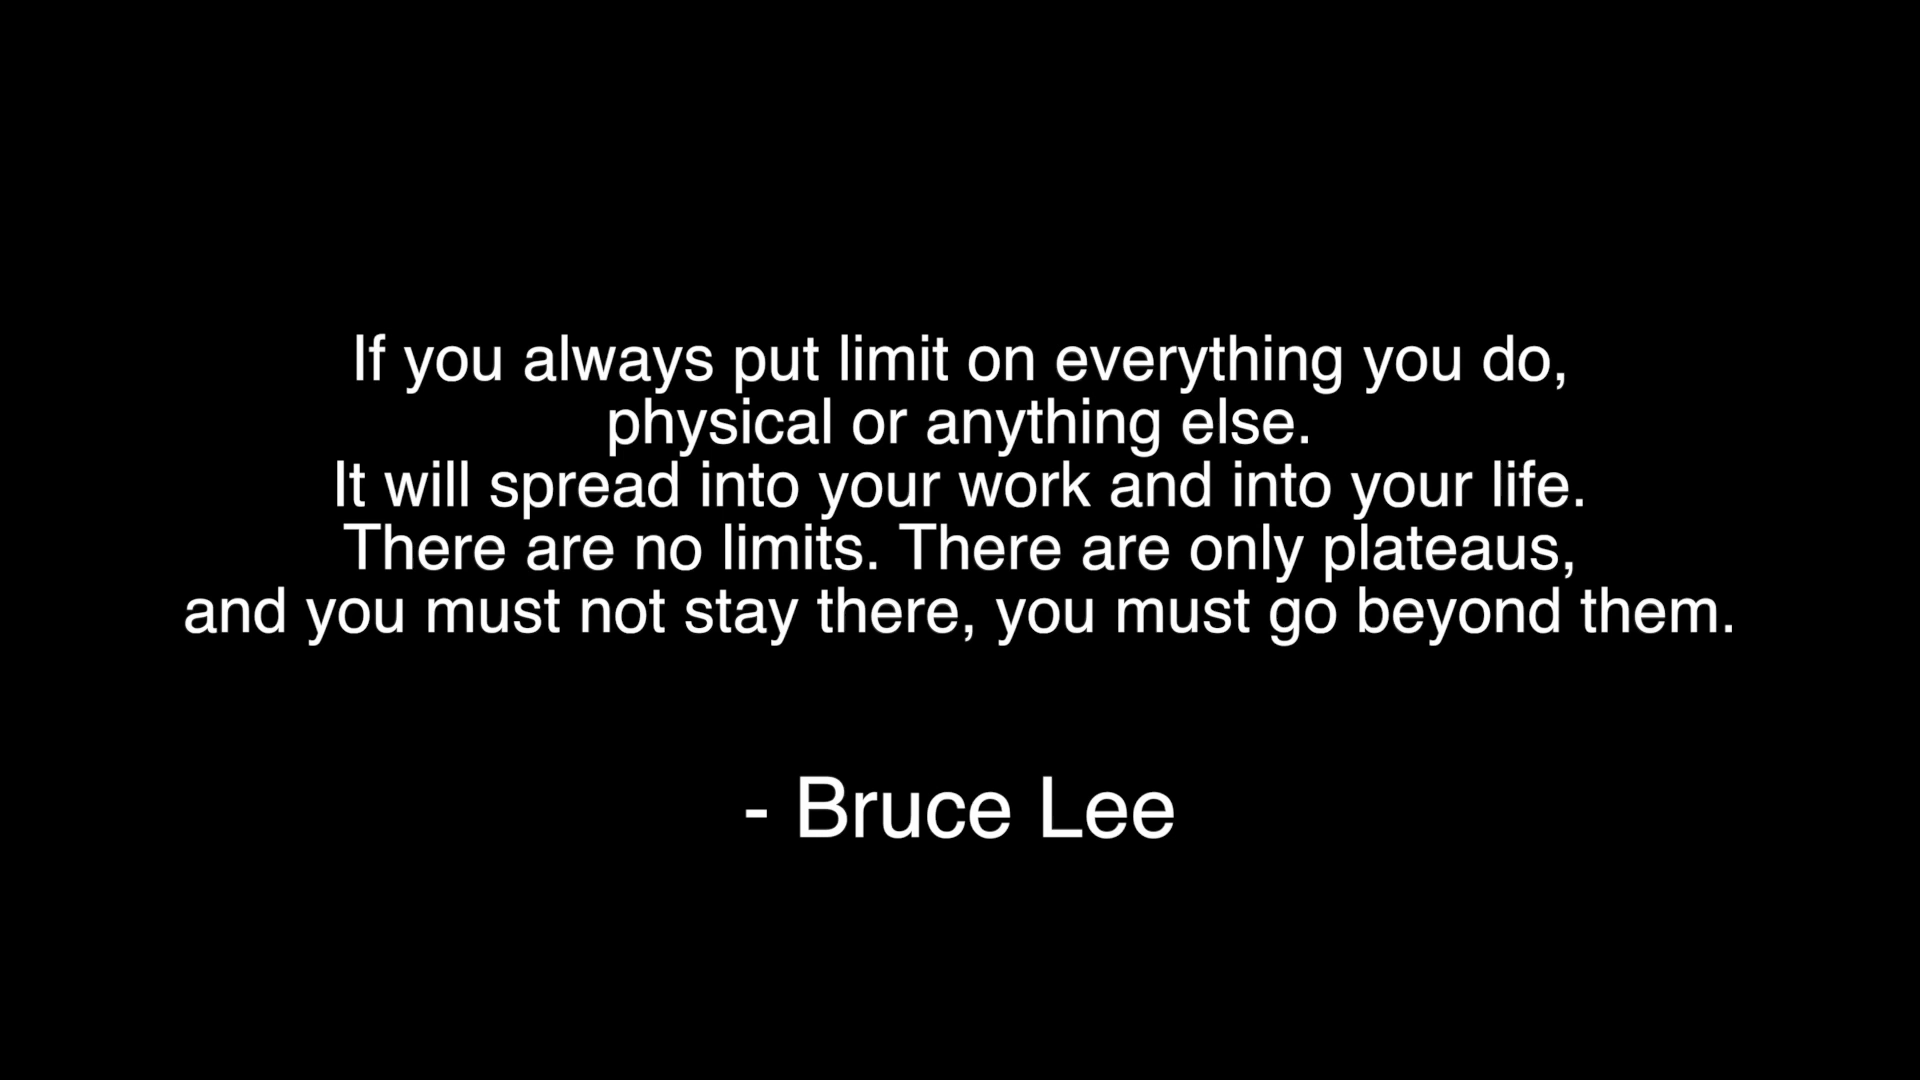 If you always put limit on everything you do,
physical or anything else.
It will spread into your work and into your life.
There are no limits. There are only plateaus,
and you must not stay there, you must go beyond them.
- Bruce Lee